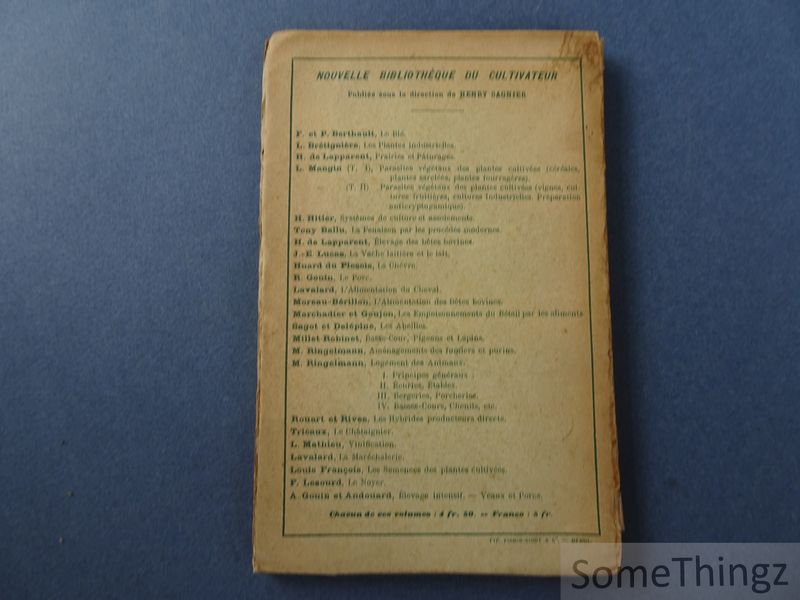 NOUVELLE BIBLIOTHÈQUE DU CULTIVATEUR
Publiée sous la direction de HENRY SAGNIER
F. et P. Berthault, Le Blé.
L. Brétignière, Les Plantes industrielles.
H. de Lapparent, Prairies et Pâturages.
L. Mangin (T. I), Parasites végétaux des plantes cultivées (céréales,
plantes sarclées, plantes fourragères).
(T. II) Parasites végétaux des plantes cultivées (vignes, cul-
tures fruitières, cultures industrielles. Préparation
anticryptogamique).
H. Hitier, Systèmes de culture et assolements.
Tony Ballu, La Fenaison par les procédés modernes.
H. de Lapparent, Élevage des bêtes bovines.
J.-E Lucas, La Vache laitière et le lait.
Huard du Plessis, La Chèvre.
R. Gouin, Le Porc.
Lavalard, L'Alimentation du Cheval.
Moreau-Bérillon, L'Alimentation des bêtes bovines.
Marchadier et Goujon, Les Empoisonnements du Bétail par les aliments
Sagot et Delépine, Les Abeilles.
Millet-Robinet, Basse-Cour, Pigeons et Lapins.
M. Ringelmann, Aménagements des fumiers et purins.
M. Ringelmann, Logement des Animaux.
I. Principes généraux.
II. Écuries, Étables.
III. Bergeries, Porcheries.
IV. Basses-Cours, Chenils, etc.
Rouart et Rives, Les Hybrides producteurs directs.
Tricaux, Le Châtaignier.
L. Mathieu, Vinification.
Lavalard, La Maréchalerie.
Louis François, Les Semences des plantes cultivées.
F. Lesourd, Le Noyer.
A. Gouin et Andouard, Élevage intensif. — Veaux et Porcs.
Chacun de ces volumes : 4 fr. 50. — Franco : 5 fr.
SomeThingz